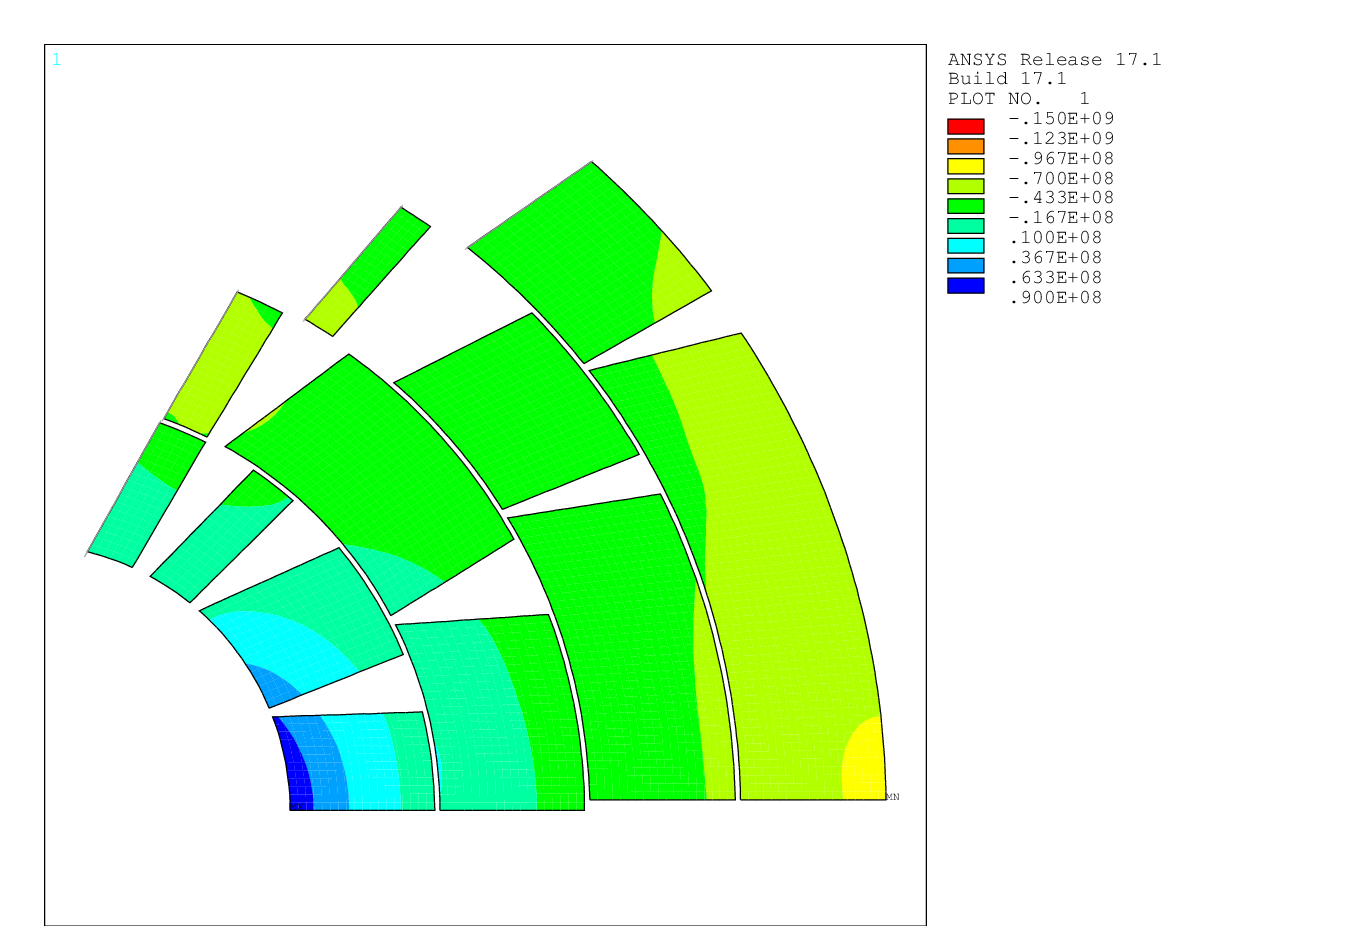 1
ANSYS Release 17.1
Build 17.1
PLOT NO.   1
-.150E+09
-.123E+09
-.967E+08
-.700E+08
-.433E+08
-.167E+08
.100E+08
.367E+08
.633E+08
.900E+08
MN